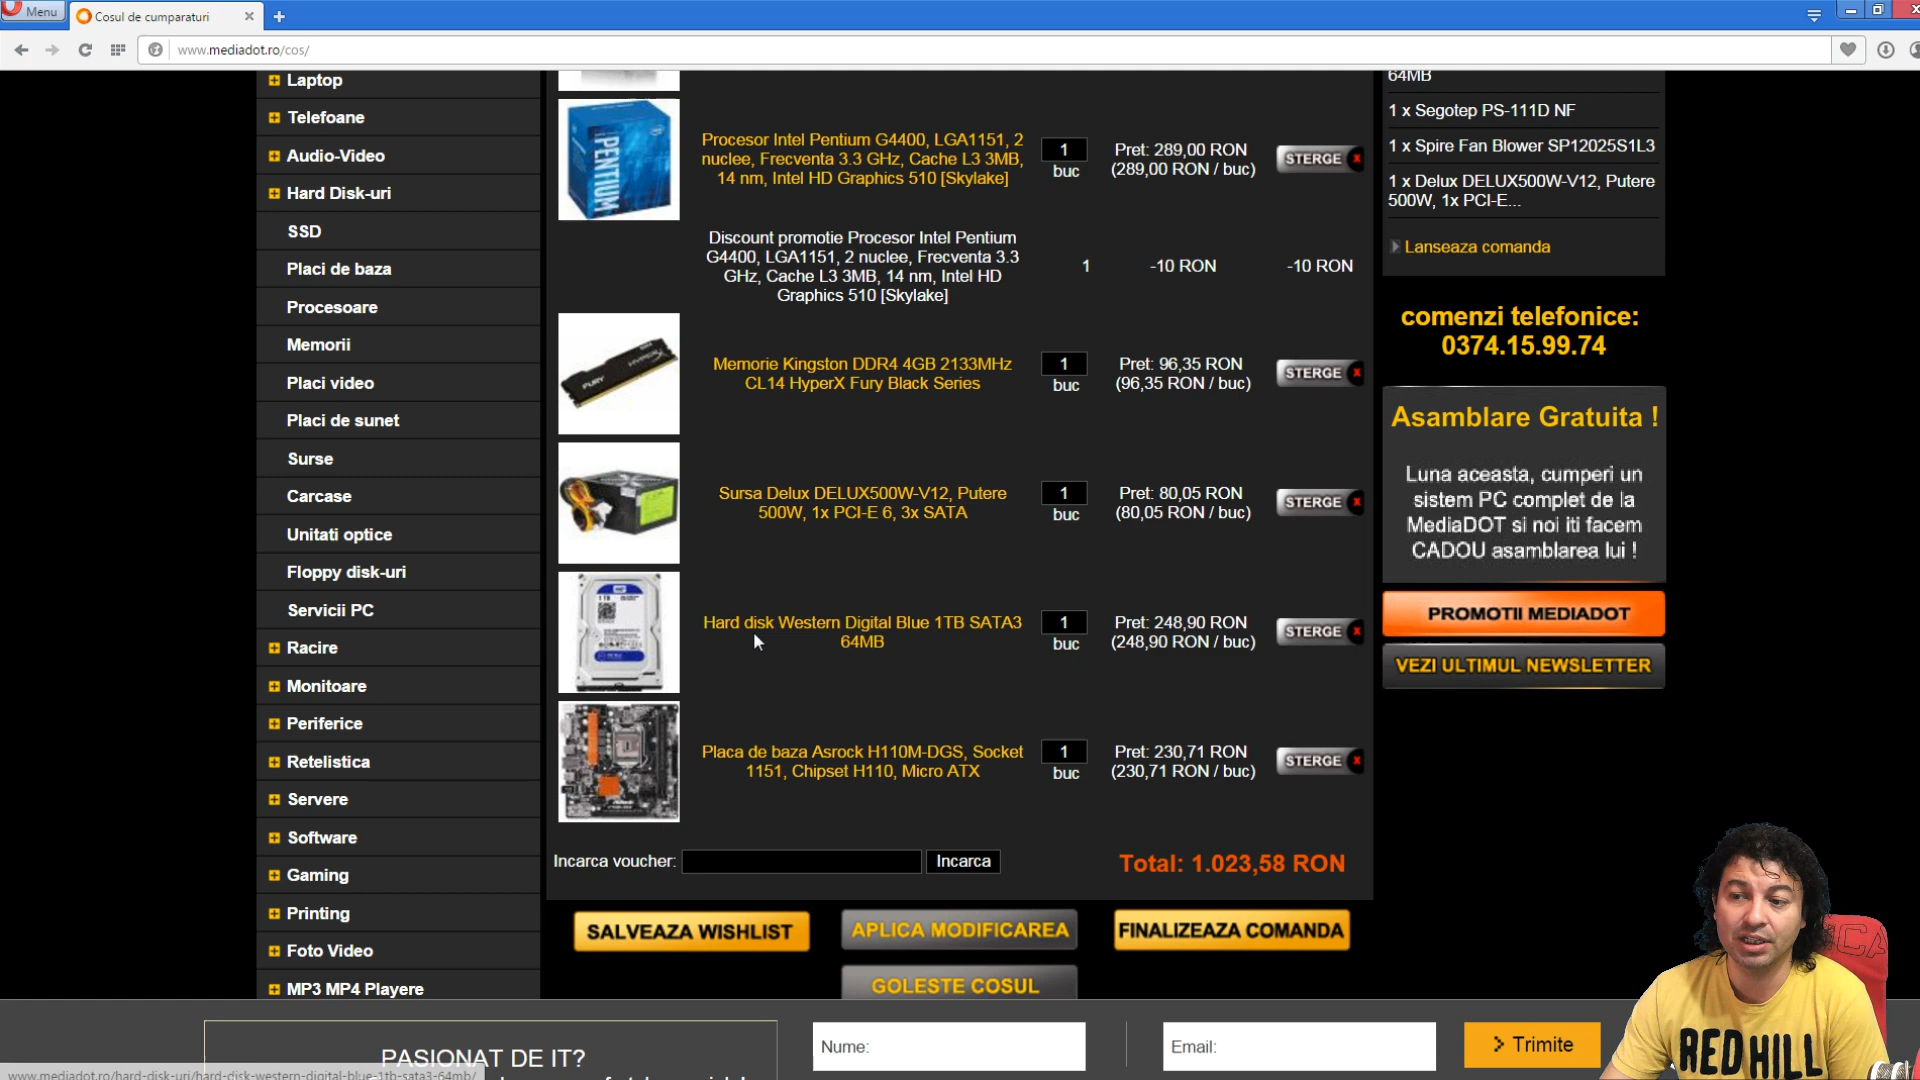 Menu
Cosul de cumparaturi
www.mediadot.ro/cos/
Laptop
Telefoane
Audio-Video
Hard Disk-uri
SSD
Placi de baza
Procesoare
Memorii
Placi video
Placi de sunet
Surse
Carcase
Unitati optice
Floppy disk-uri
Servicii PC
Racire
Monitoare
Periferice
Retelistica
Servere
Software
Gaming
Printing
Foto Video
MP3 MP4 Playere
PENTIUM
Procesor Intel Pentium G4400, LGA1151, 2
nuclee, Frecventa 3.3 GHz, Cache L3 3MB,
14 nm, Intel HD Graphics 510 [Skylake]
1
buc
Pret: 289,00 RON
(289,00 RON / buc)
STERGE x
Discount promotie Procesor Intel Pentium
G4400, LGA1151, 2 nuclee, Frecventa 3.3
GHz, Cache L3 3MB, 14 nm, Intel HD
Graphics 510 [Skylake]
1
-10 RON
-10 RON
FURY
HYPERX
Memorie Kingston DDR4 4GB 2133MHz
CL14 HyperX Fury Black Series
1
buc
Pret: 96,35 RON
(96,35 RON / buc)
STERGE x
Sursa Delux DELUX500W-V12, Putere
500W, 1x PCI-E 6, 3x SATA
1
buc
Pret: 80,05 RON
(80,05 RON / buc)
STERGE x
Hard disk Western Digital Blue 1TB SATA3
64MB
1
buc
Pret: 248,90 RON
(248,90 RON / buc)
STERGE x
Placa de baza Asrock H110M-DGS, Socket
1151, Chipset H110, Micro ATX
1
buc
Pret: 230,71 RON
(230,71 RON / buc)
STERGE x
Incarca voucher:
Incarca
Total: 1.023,58 RON
SALVEAZA WISHLIST
APLICA MODIFICAREA
FINALIZEAZA COMANDA
GOLESTE COSUL
64MB
1 x Segotep PS-111D NF
1 x Spire Fan Blower SP12025S1L3
1 x Delux DELUX500W-V12, Putere
500W, 1x PCI-E...
Lanseaza comanda
comenzi telefonice:
0374.15.99.74
Asamblare Gratuita !
Luna aceasta, cumperi un
sistem PC complet de la
MediaDOT si noi iti facem
CADOU asamblarea lui !
PROMOTII MEDIADOT
VEZI ULTIMUL NEWSLETTER
PASIONAT DE IT?
Nume:
Email:
Trimite
www.mediadot.ro/hard-disk-uri/hard-disk-western-digital-blue-1tb-sata3-64mb/
RED HILL